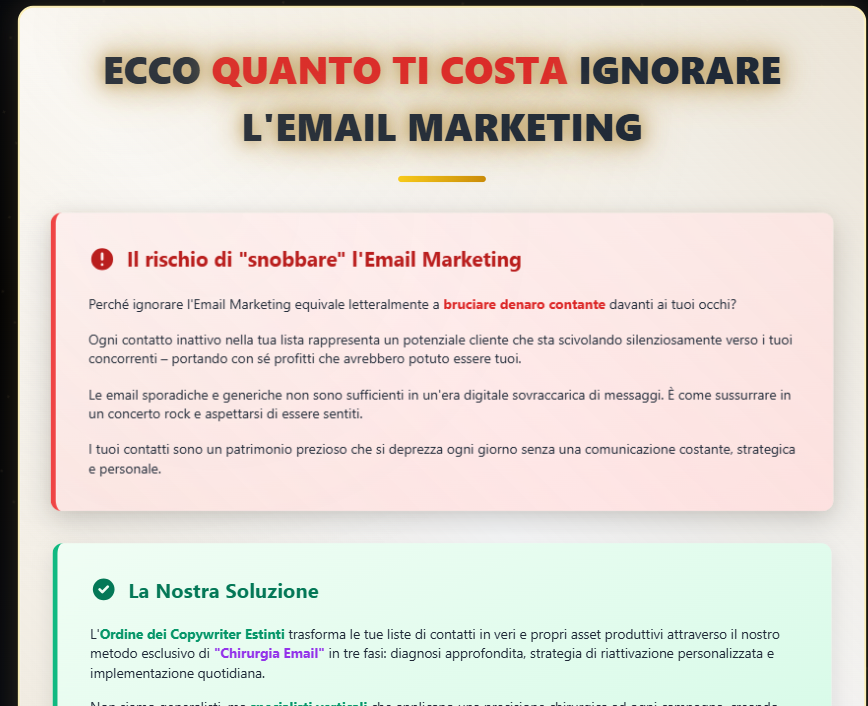 ECCO QUANTO TI COSTA IGNORARE
L'EMAIL MARKETING
Il rischio di "snobbare" l'Email Marketing
Perché ignorare l'Email Marketing equivale letteralmente a bruciare denaro contante davanti ai tuoi occhi?
Ogni contatto inattivo nella tua lista rappresenta un potenziale cliente che sta scivolando silenziosamente verso i tuoi
concorrenti – portando con sé profitti che avrebbero potuto essere tuoi.
Le email sporadiche e generiche non sono sufficienti in un'era digitale sovraccarica di messaggi. È come sussurrare in
un concerto rock e aspettarsi di essere sentiti.
I tuoi contatti sono un patrimonio prezioso che si deprezza ogni giorno senza una comunicazione costante, strategica
e personale.
La Nostra Soluzione
L'Ordine dei Copywriter Estinti trasforma le tue liste di contatti in veri e propri asset produttivi attraverso il nostro
metodo esclusivo di "Chirurgia Email" in tre fasi: diagnosi approfondita, strategia di riattivazione personalizzata e
implementazione quotidiana.